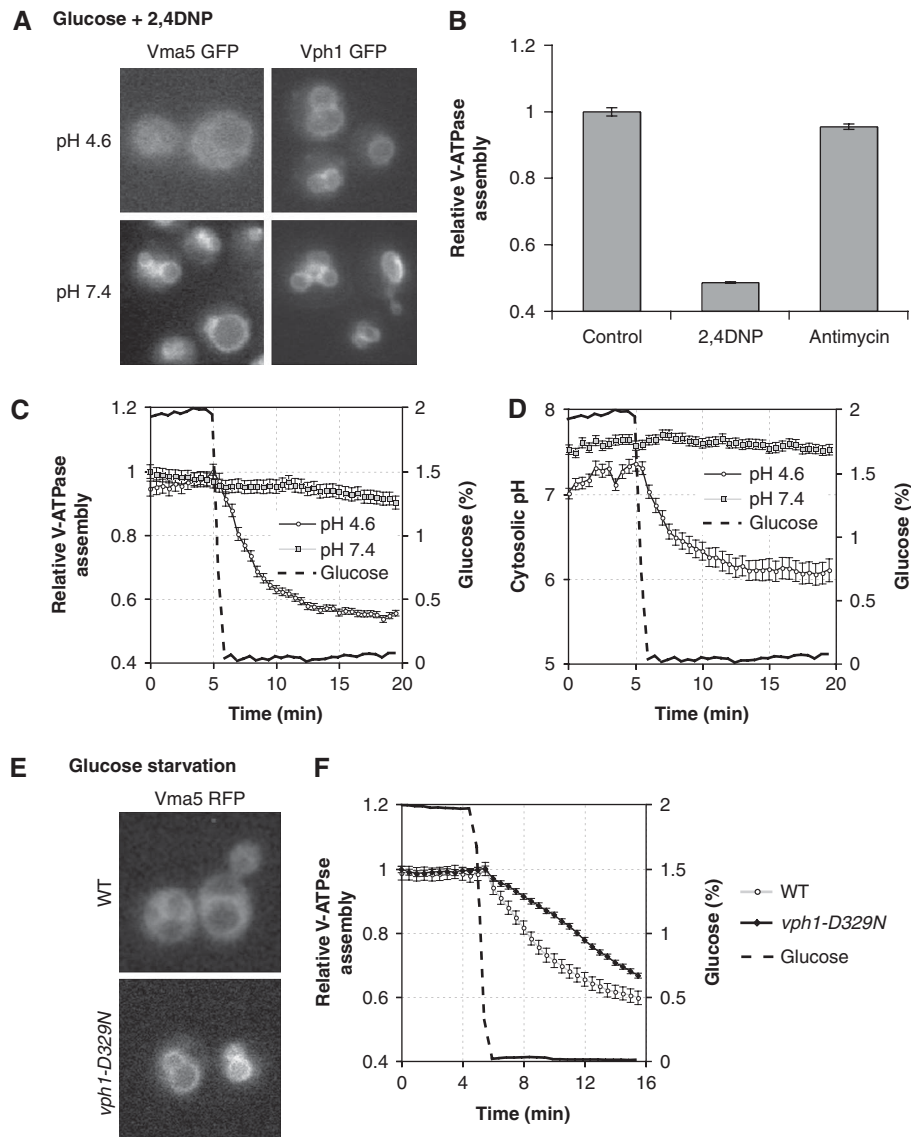 A Glucose + 2,4DNP
Vma5 GFP
Vph1 GFP
pH 4.6
pH 7.4
B
Relative V-ATPase
assembly
1.2
1
0.8
0.6
0.4
Control
2,4DNP
Antimycin
C
Relative V-ATPase
assembly
1.2
1
0.8
0.6
0.4
0
5
10
15
20
Time (min)
2
1.5
1
0.5
0
Glucose (%)
pH 4.6
pH 7.4
Glucose
D
Cytosolic pH
8
7
6
5
0
5
10
15
20
Time (min)
2
1.5
1
0.5
0
Glucose (%)
pH 4.6
pH 7.4
Glucose
E Glucose starvation
Vma5 RFP
WT
vph1-D329N
F
Relative V-ATPse
assembly
1.2
1
0.8
0.6
0.4
0
4
8
12
16
Time (min)
2
1.5
1
0.5
0
Glucose (%)
WT
vph1-D329N
Glucose